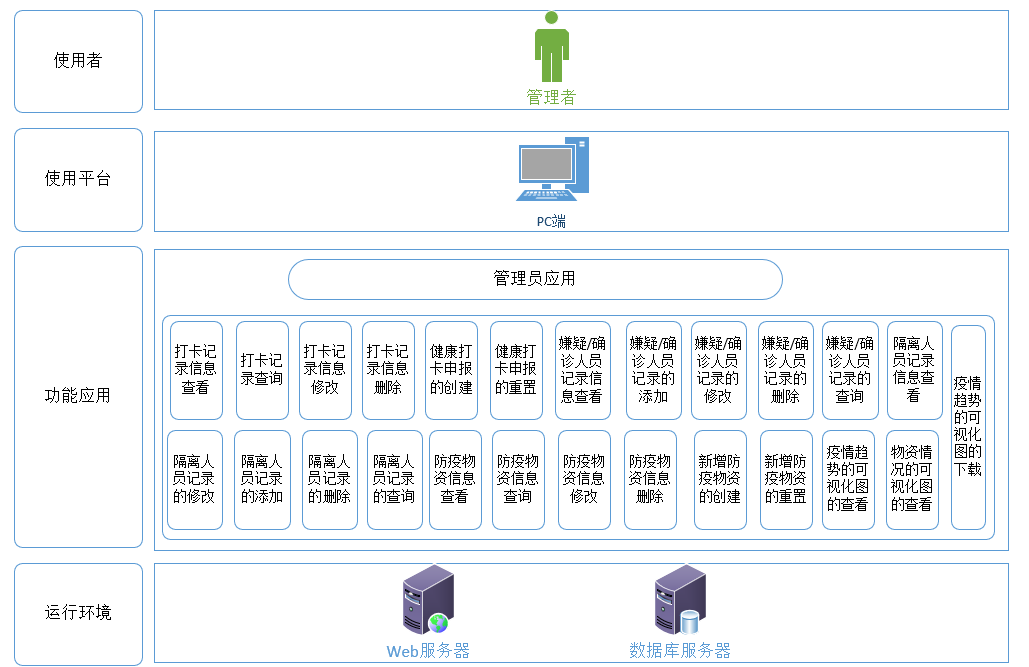 使用者
管理者
使用平台
PC端
功能应用
管理员应用
打卡记
录信息
查看
打卡记
录查询
打卡记
录信息
修改
打卡记
录信息
删除
健康打
卡申报
的创建
健康打
卡申报
的重置
嫌疑/确
诊人员
记录信
息查看
嫌疑/确
诊人员
记录的
添加
嫌疑/确
诊人员
记录的
修改
嫌疑/确
诊人员
记录的
删除
嫌疑/确
诊人员
记录的
查询
隔离人
员记录
信息查
看
疫情
趋势
的可
视化
图的
下载
隔离人
员记录
的修改
隔离人
员记录
的添加
隔离人
员记录
的删除
隔离人
员记录
的查询
防疫物
资信息
查看
防疫物
资信息
查询
防疫物
资信息
修改
防疫物
资信息
删除
新增防
疫物资
的创建
新增防
疫物资
的重置
疫情趋
势的可
视化图
的查看
物资情
况的可
视化图
的查看
运行环境
Web服务器
数据库服务器